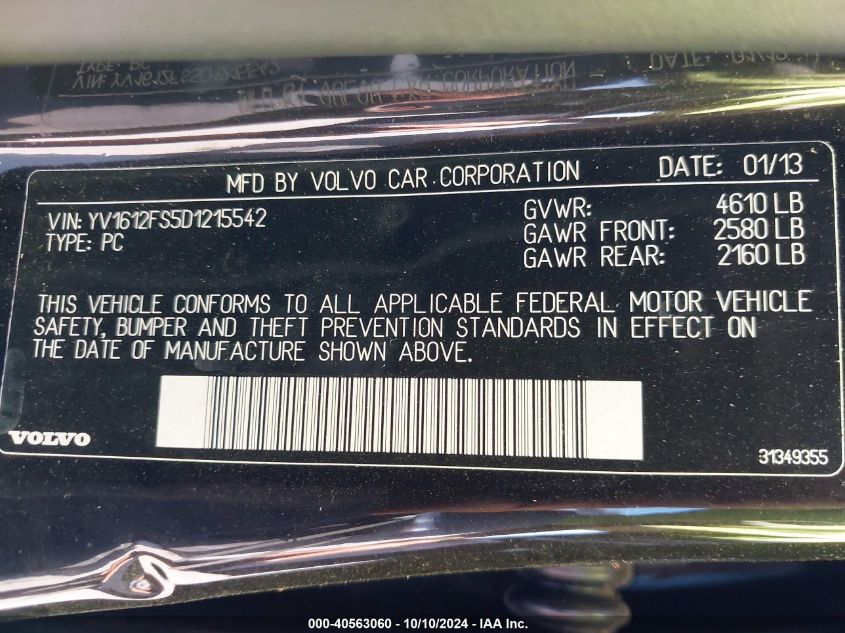 MFD BY VOLVO CAR CORPORATION DATE: 01/13
VIN: YV1612FS5D1215542
TYPE: PC
GVWR: 4610 LB
GAWR FRONT: 2580 LB
GAWR REAR: 2160 LB
THIS VEHICLE CONFORMS TO ALL APPLICABLE FEDERAL MOTOR VEHICLE
SAFETY, BUMPER AND THEFT PREVENTION STANDARDS IN EFFECT ON
THE DATE OF MANUFACTURE SHOWN ABOVE.
VOLVO
31349355
000-40563060 - 10/10/2024 - IAA Inc.